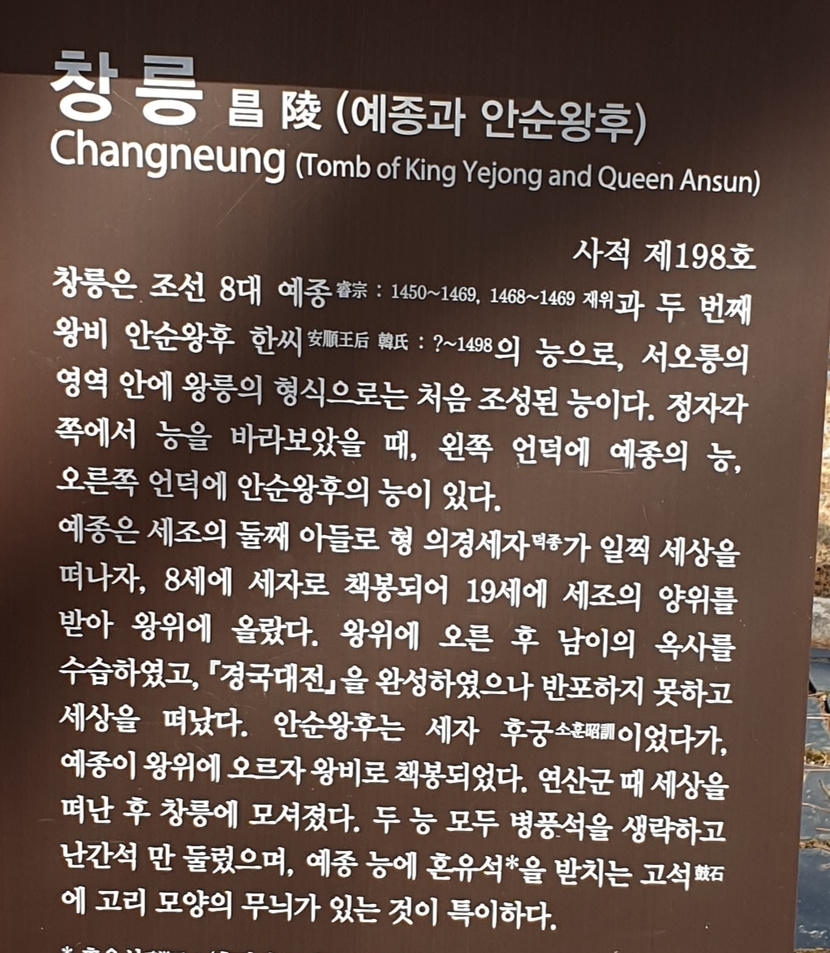 창릉 昌陵 (예종과 안순왕후)
Changneung (Tomb of King Yejong and Queen Ansun)
사적 제198호
창릉은 조선 8대 예종睿宗 : 1450~1469, 1468~1469 재위과 두 번째
왕비 안순왕후 한씨安順王后 韓氏 : ?~1498의 능으로, 서오릉의
영역 안에 왕릉의 형식으로는 처음 조성된 능이다. 정자각
쪽에서 능을 바라보았을 때, 왼쪽 언덕에 예종의 능,
오른쪽 언덕에 안순왕후의 능이 있다.
예종은 세조의 둘째 아들로 형 의경세자덕종가 일찍 세상을
떠나자, 8세에 세자로 책봉되어 19세에 세조의 양위를
받아 왕위에 올랐다. 왕위에 오른 후 남이의 옥사를
수습하였고, 『경국대전』을 완성하였으나 반포하지 못하고
세상을 떠났다. 안순왕후는 세자 후궁소훈昭訓이었다가,
예종이 왕위에 오르자 왕비로 책봉되었다. 연산군 때 세상을
떠난 후 창릉에 모셔졌다. 두 능 모두 병풍석을 생략하고
난간석 만 둘렀으며, 예종 능에 혼유석*을 받치는 고석鼓石
에 고리 모양의 무늬가 있는 것이 특이하다.